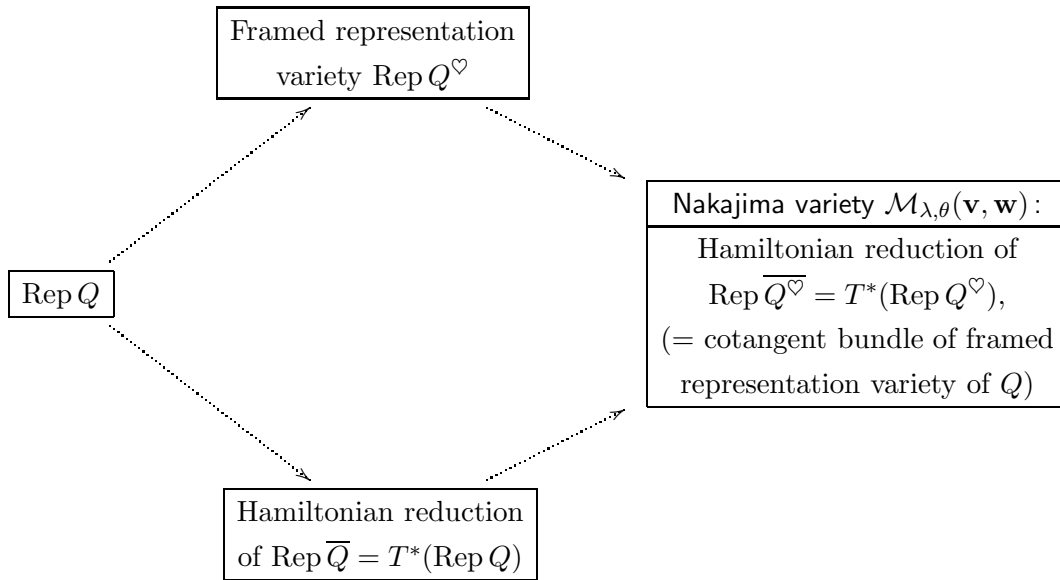 Framed representation
variety Rep Q♡
Rep Q
Nakajima variety ℳλ,θ(v, w) :
Hamiltonian reduction of
Rep \overline{Q♡} = T*(Rep Q♡),
(= cotangent bundle of framed
representation variety of Q)
Hamiltonian reduction
of Rep \overline{Q} = T*(Rep Q)